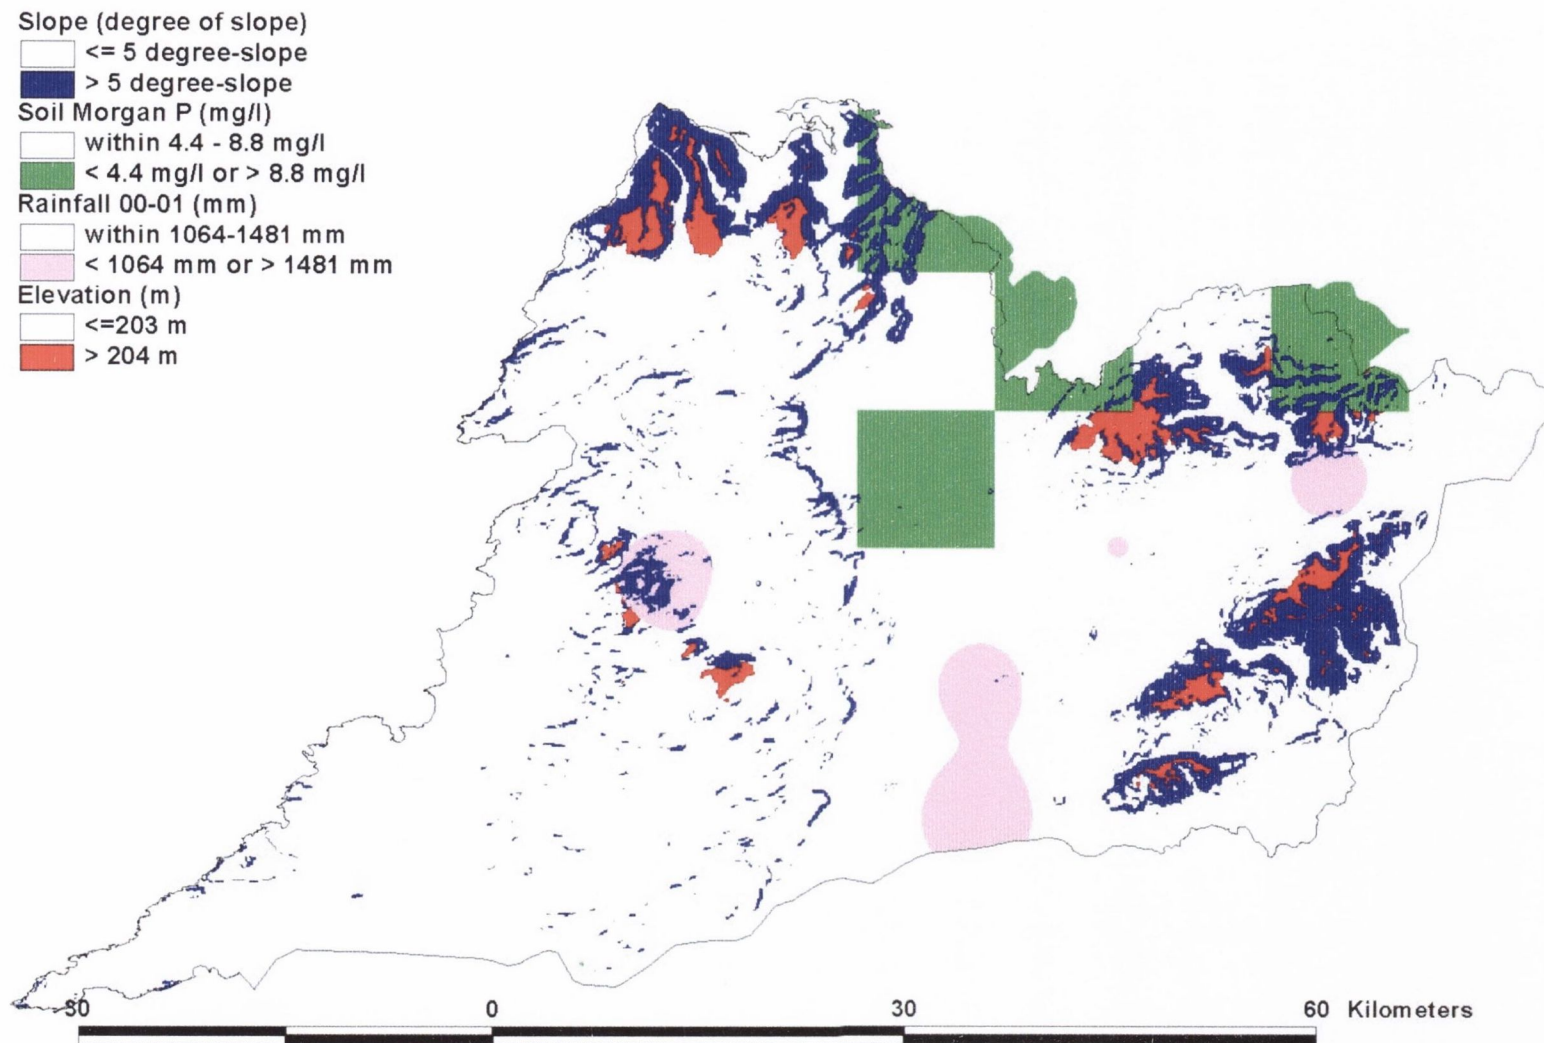 Slope (degree of slope)
<= 5 degree-slope
> 5 degree-slope
Soil Morgan P (mg/l)
within 4.4 - 8.8 mg/l
< 4.4 mg/l or > 8.8 mg/l
Rainfall 00-01 (mm)
within 1064-1481 mm
< 1064 mm or > 1481 mm
Elevation (m)
<=203 m
> 204 m
30 0 30 60 Kilometers